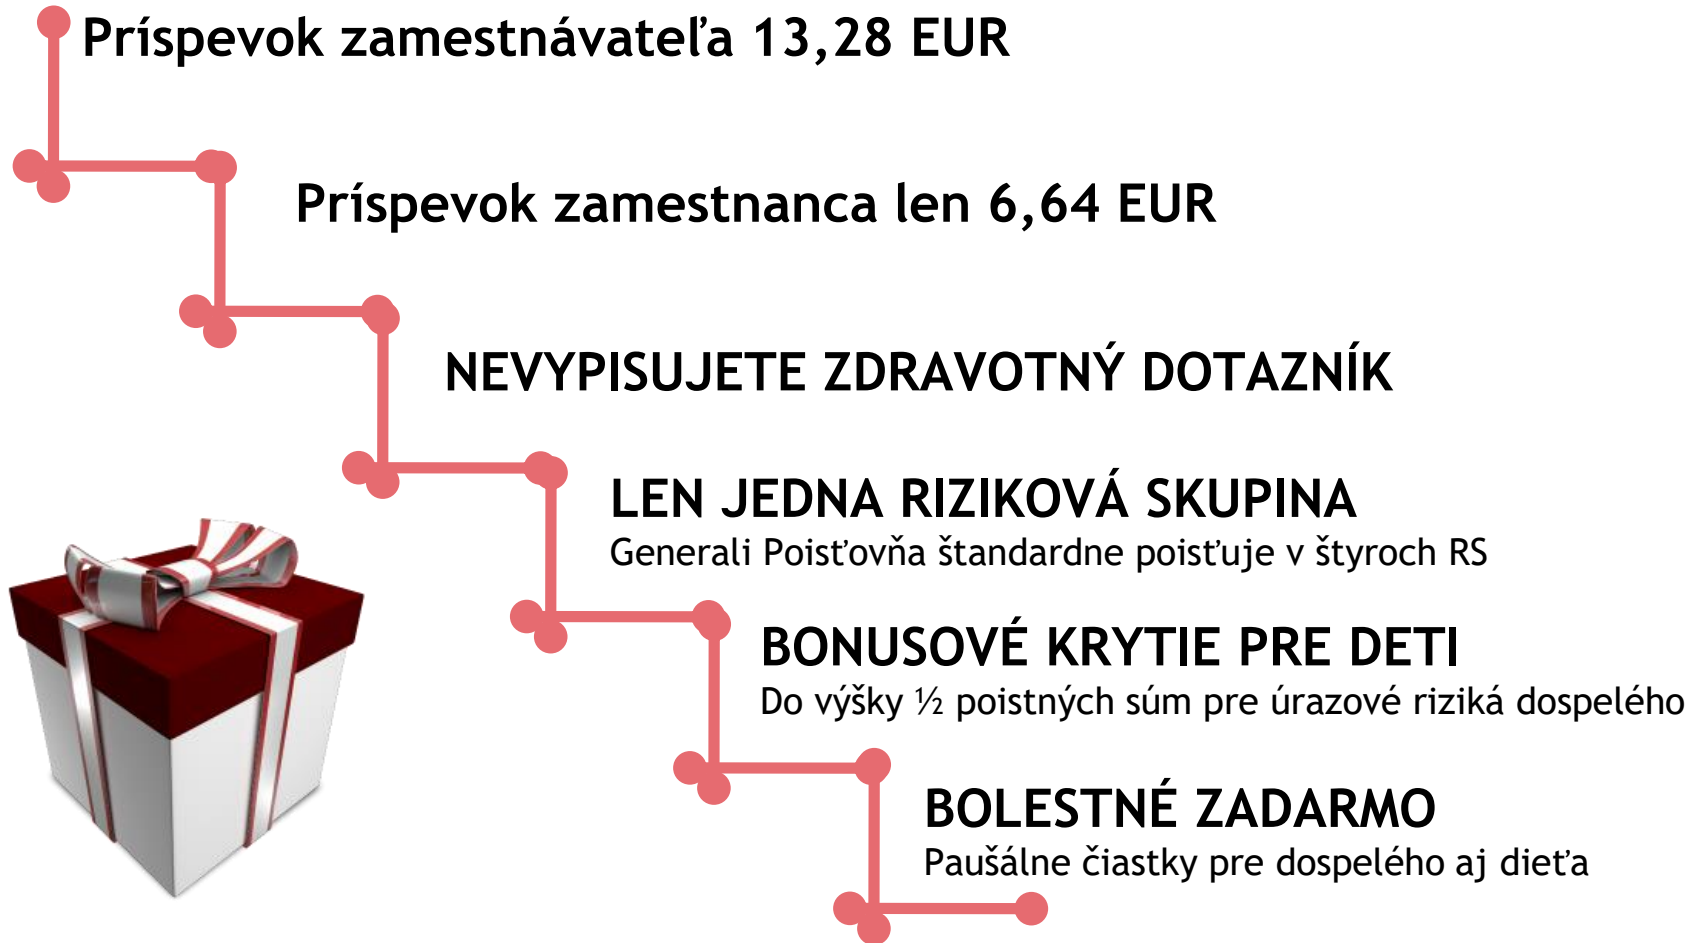 Príspevok zamestnávateľa 13,28 EUR
Príspevok zamestnanca len 6,64 EUR
NEVYPISUJETE ZDRAVOTNÝ DOTAZNÍK
LEN JEDNA RIZIKOVÁ SKUPINA
Generali Poisťovňa štandardne poisťuje v štyroch RS
BONUSOVÉ KRYTIE PRE DETI
Do výšky ½ poistných súm pre úrazové riziká dospelého
BOLESTNÉ ZADARMO
Paušálne čiastky pre dospelého aj dieťa